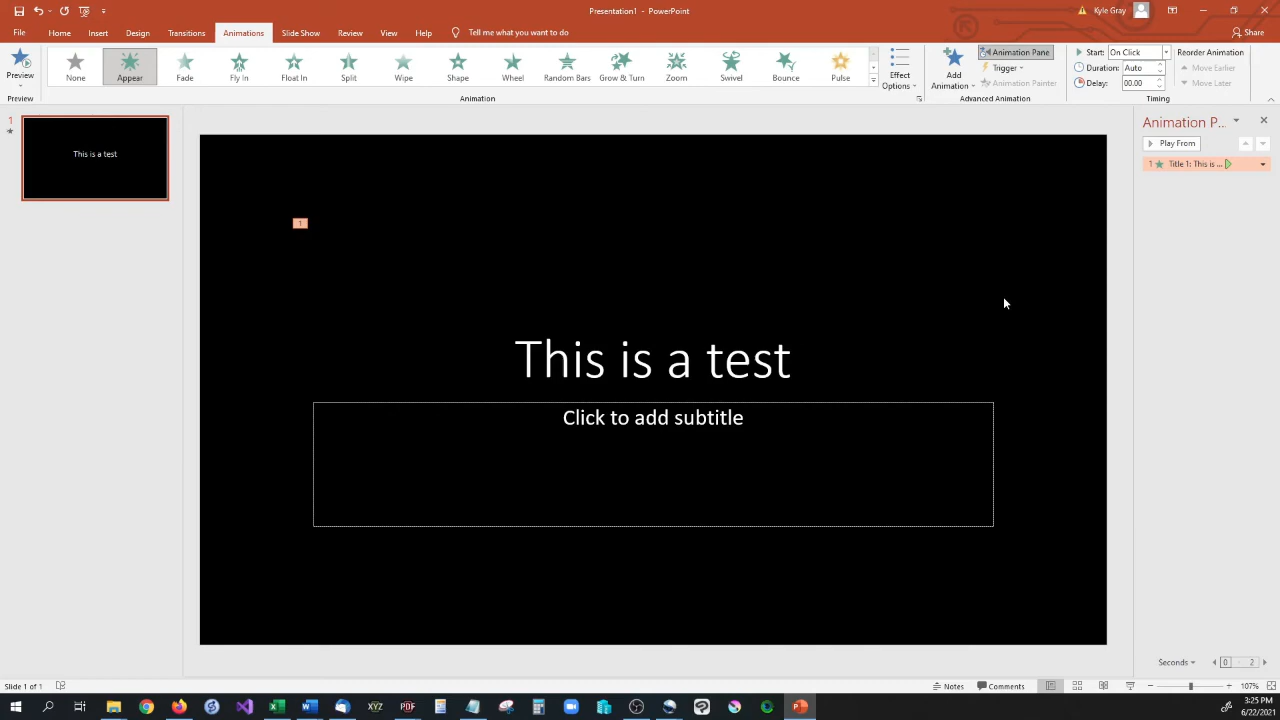 Presentation1 - PowerPoint
Kyle Gray
File Home Insert Design Transitions Animations Slide Show Review View Help Tell me what you want to do
Share
Preview
None Appear Fade Fly In Float In Split Wipe Shape Wheel Random Bars Grow & Turn Zoom Swivel Bounce Pulse
Effect Options
Add Animation
Animation Pane
Trigger
Animation Painter
Start: On Click
Duration: Auto
Delay: 00.00
Reorder Animation
Move Earlier
Move Later
Preview Animation Advanced Animation Timing
1
This is a test
1
This is a test
Click to add subtitle
Animation P...
Play From
1 Title 1: This is ...
Seconds 0 2
Slide 1 of 1
Notes Comments 107%
3:25 PM
6/22/2021